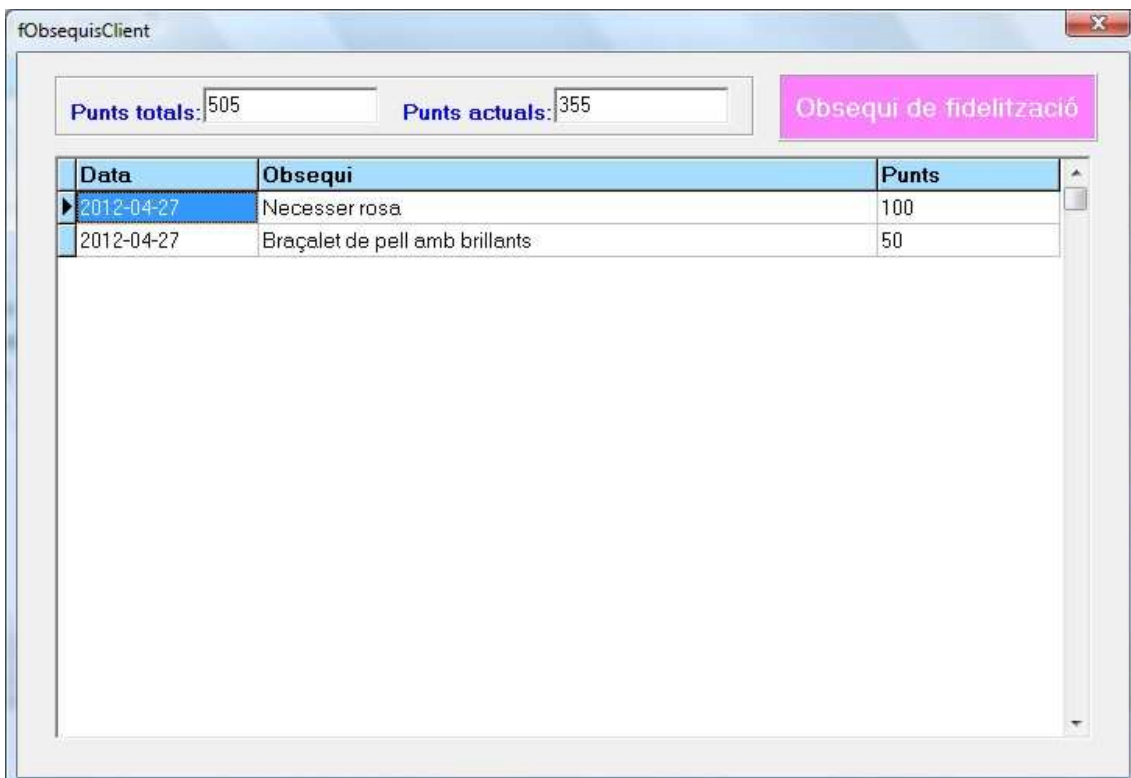 fObsequisClient
Punts totals: 505 Punts actuals: 355 Obsequi de fidelització
Data Obsequi Punts
2012-04-27 Necesser rosa 100
2012-04-27 Braçalet de pell amb brillants 50